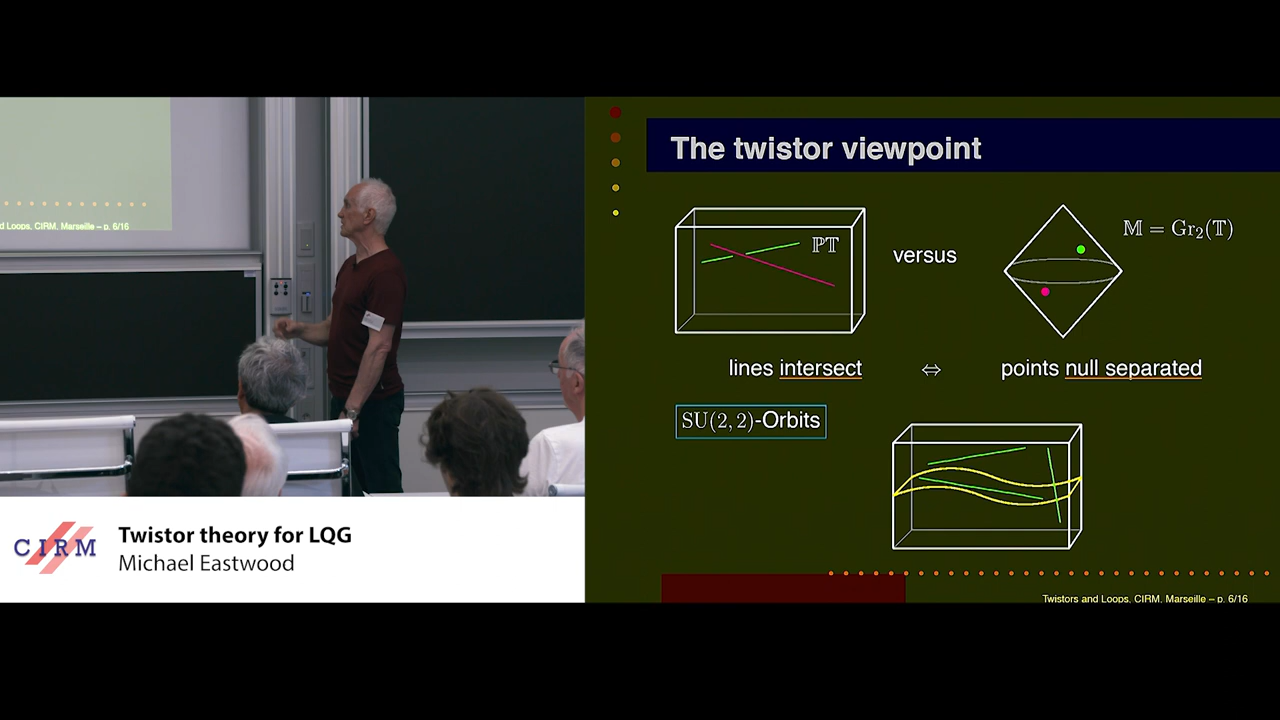 The twistor viewpoint
ℙ𝕋
versus
𝕄 = Gr₂(𝕋)
lines intersect ⇔ points null separated
SU(2, 2)-Orbits
Twistors and Loops, CIRM, Marseille – p. 6/16
d Loops, CIRM, Marseille – p. 6/16
CIRM
Twistor theory for LQG
Michael Eastwood